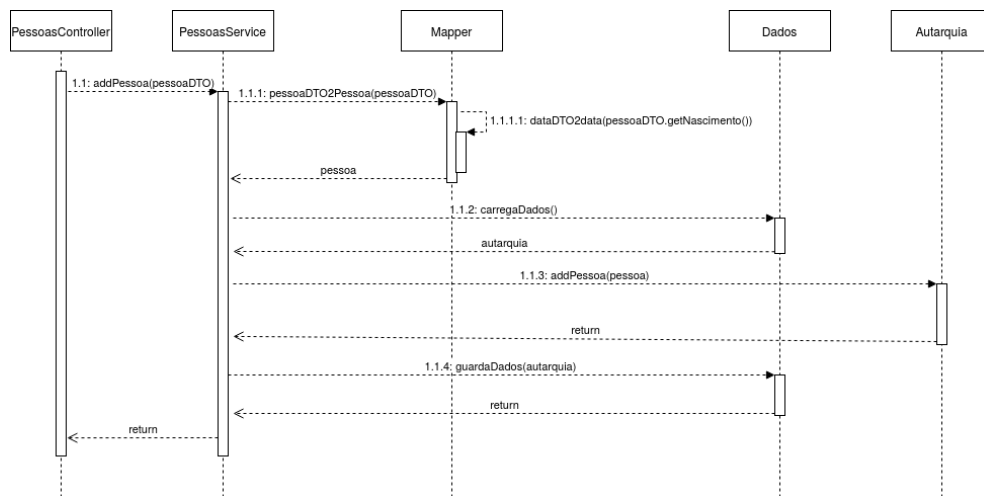 PessoasController
PessoasService
Mapper
Dados
Autarquia
1.1: addPessoa(pessoaDTO)
1.1.1: pessoaDTO2Pessoa(pessoaDTO)
1.1.1.1: dataDTO2data(pessoaDTO.getNascimento())
pessoa
1.1.2: carregaDados()
autarquia
1.1.3: addPessoa(pessoa)
return
1.1.4: guardaDados(autarquia)
return
return